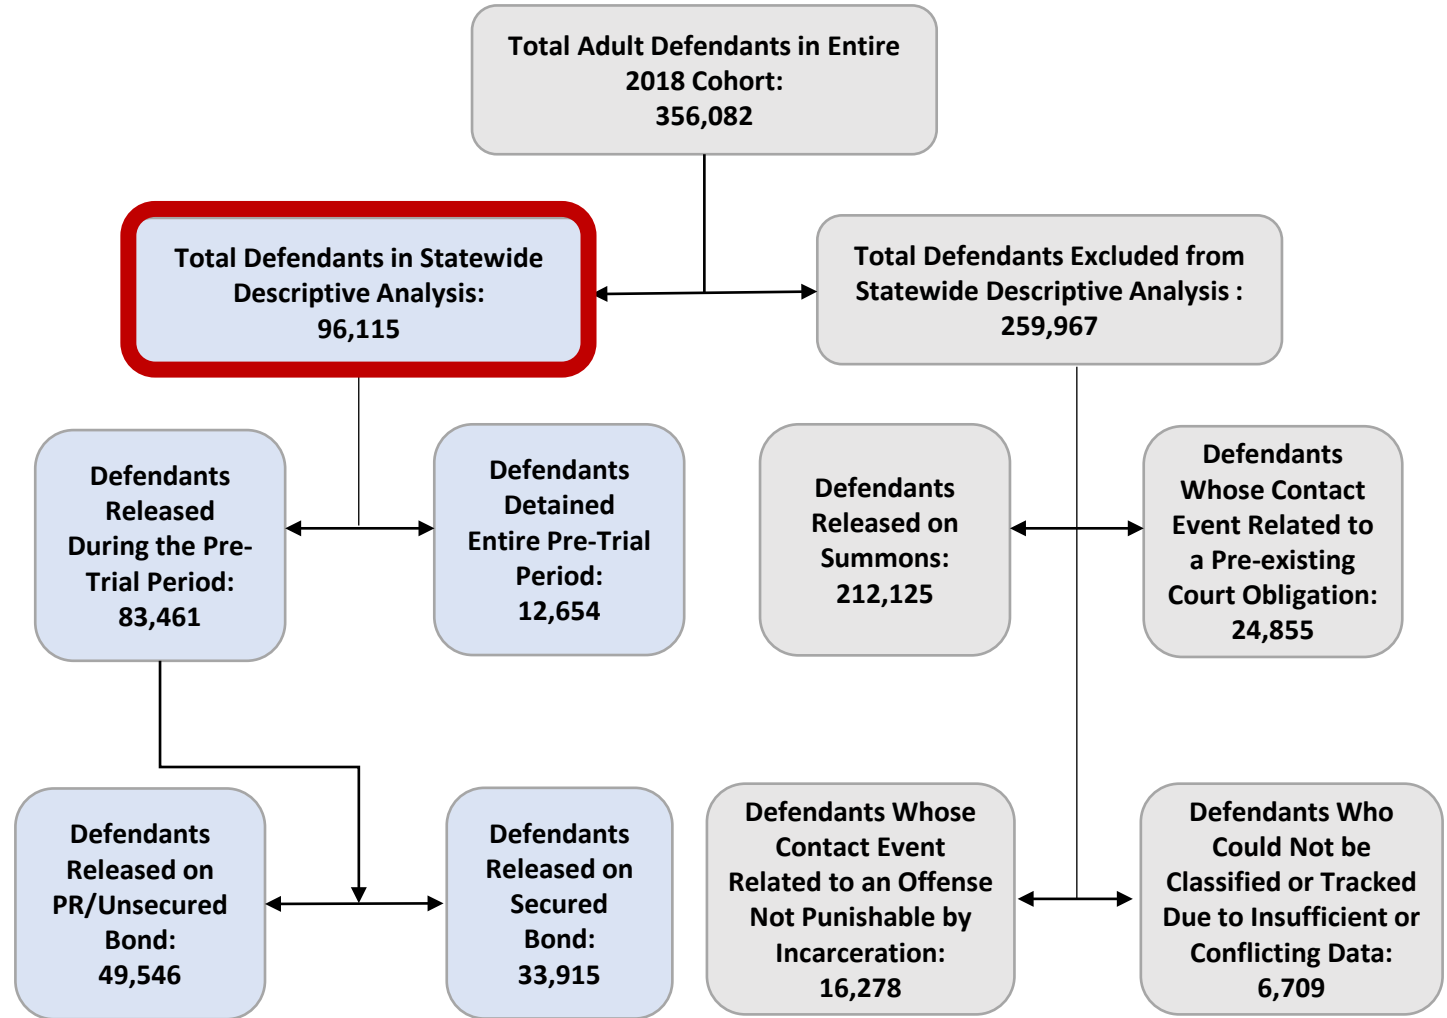 Total Adult Defendants in Entire
2018 Cohort:
356,082
Total Defendants in Statewide
Descriptive Analysis:
96,115
Total Defendants Excluded from
Statewide Descriptive Analysis :
259,967
Defendants
Released
During the Pre-
Trial Period:
83,461
Defendants
Detained
Entire Pre-Trial
Period:
12,654
Defendants
Released on
Summons:
212,125
Defendants
Whose Contact
Event Related to
a Pre-existing
Court Obligation:
24,855
Defendants
Released on
PR/Unsecured
Bond:
49,546
Defendants
Released on
Secured
Bond:
33,915
Defendants Whose
Contact Event
Related to an Offense
Not Punishable by
Incarceration:
16,278
Defendants Who
Could Not be
Classified or Tracked
Due to Insufficient or
Conflicting Data:
6,709